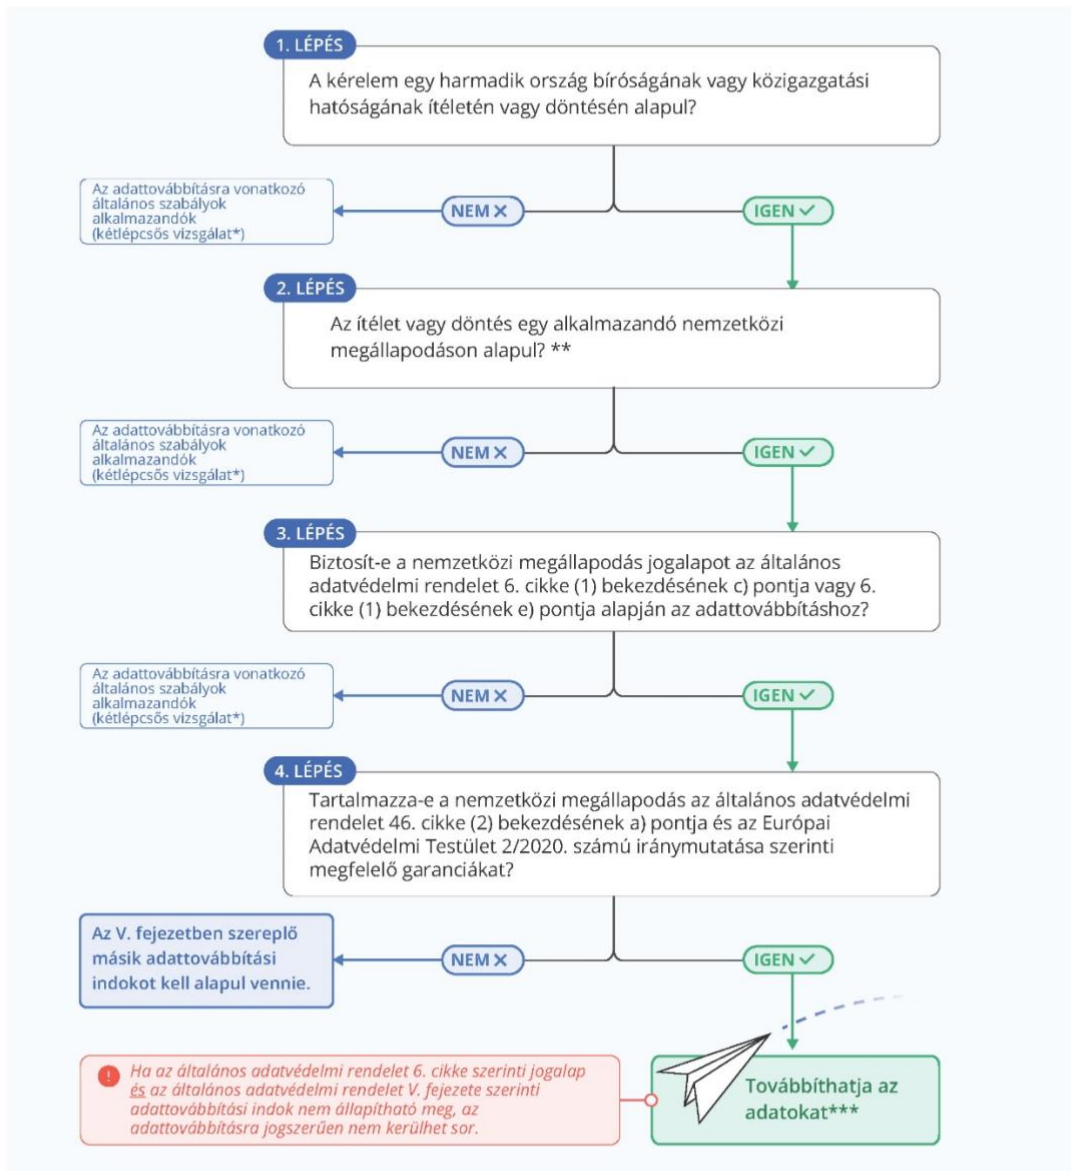 1. LÉPÉS
A kérelem egy harmadik ország bíróságának vagy közigazgatási
hatóságának ítéletén vagy döntésén alapul?
Az adattovábbításra vonatkozó
általános szabályok
alkalmazandók
(kétlépcsős vizsgálat*)
NEM
IGEN
2. LÉPÉS
Az ítélet vagy döntés egy alkalmazandó nemzetközi
megállapodáson alapul? **
Az adattovábbításra vonatkozó
általános szabályok
alkalmazandók
(kétlépcsős vizsgálat*)
NEM
IGEN
3. LÉPÉS
Biztosít-e a nemzetközi megállapodás jogalapot az általános
adatvédelmi rendelet 6. cikke (1) bekezdésének c) pontja vagy 6.
cikke (1) bekezdésének e) pontja alapján az adattovábbításhoz?
Az adattovábbításra vonatkozó
általános szabályok
alkalmazandók
(kétlépcsős vizsgálat*)
NEM
IGEN
4. LÉPÉS
Tartalmazza-e a nemzetközi megállapodás az általános adatvédelmi
rendelet 46. cikke (2) bekezdésének a) pontja és az Európai
Adatvédelmi Testület 2/2020. számú iránymutatása szerinti
megfelelő garanciákat?
Az V. fejezetben szereplő
másik adattovábbítási
indokot kell alapul vennie.
NEM
IGEN
Ha az általános adatvédelmi rendelet 6. cikke szerinti jogalap
és az általános adatvédelmi rendelet V. fejezete szerinti
adattovábbítási indok nem állapítható meg, az
adattovábbításra jogszerűen nem kerülhet sor.
Továbbíthatja az
adatokat***